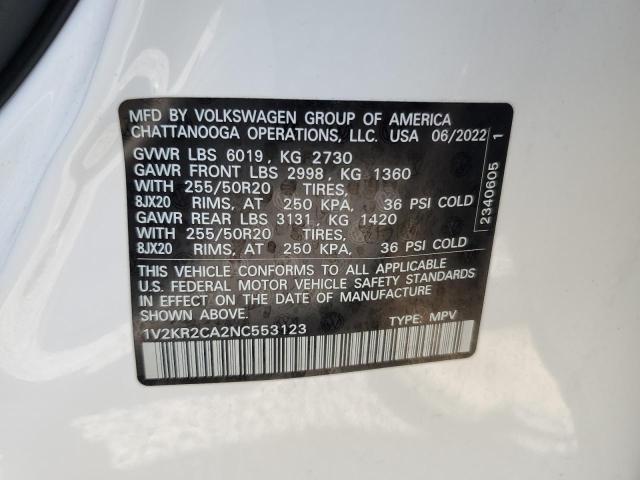 MFD BY VOLKSWAGEN GROUP OF AMERICA
CHATTANOOGA OPERATIONS, LLC. USA 06/2022
GVWR LBS 6019, KG 2730
GAWR FRONT LBS 2998, KG 1360
WITH 255/50R20 TIRES,
8JX20 RIMS, AT 250 KPA, 36 PSI COLD
GAWR REAR LBS 3131, KG 1420
WITH 255/50R20 TIRES,
8JX20 RIMS, AT 250 KPA, 36 PSI COLD
THIS VEHICLE CONFORMS TO ALL APPLICABLE
U.S. FEDERAL MOTOR VEHICLE SAFETY STANDARDS
IN EFFECT ON THE DATE OF MANUFACTURE
SHOWN ABOVE.
1V2KR2CA2NC553123 TYPE: MPV
2340605 1